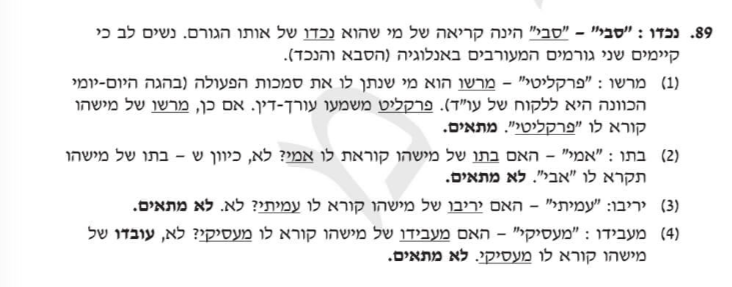 89. נכדו : "סבי" – "סבי" הינה קריאה של מי שהוא נכדו של אותו הגורם. נשים לב כי
קיימים שני גורמים המעורבים באנלוגיה (הסבא והנכד).
(1) מרשו : "פרקליטי" – מרשו הוא מי שנתן לו את סמכות הפעולה (בהגה היום-יומי
הכוונה היא ללקוח של עו"ד). פרקליט משמעו עורך-דין. אם כן, מרשו של מישהו
קורא לו "פרקליטי". מתאים.
(2) בתו : "אמי" – האם בתו של מישהו קוראת לו אמי? לא, כיוון ש – בתו של מישהו
תקרא לו "אבי". לא מתאים.
(3) יריבו: "עמיתי" – האם יריבו של מישהו קורא לו עמיתי? לא. לא מתאים.
(4) מעבידו : "מעסיקי" – האם מעבידו של מישהו קורא לו מעסיקי? לא, עובדו של
מישהו קורא לו מעסיקי. לא מתאים.